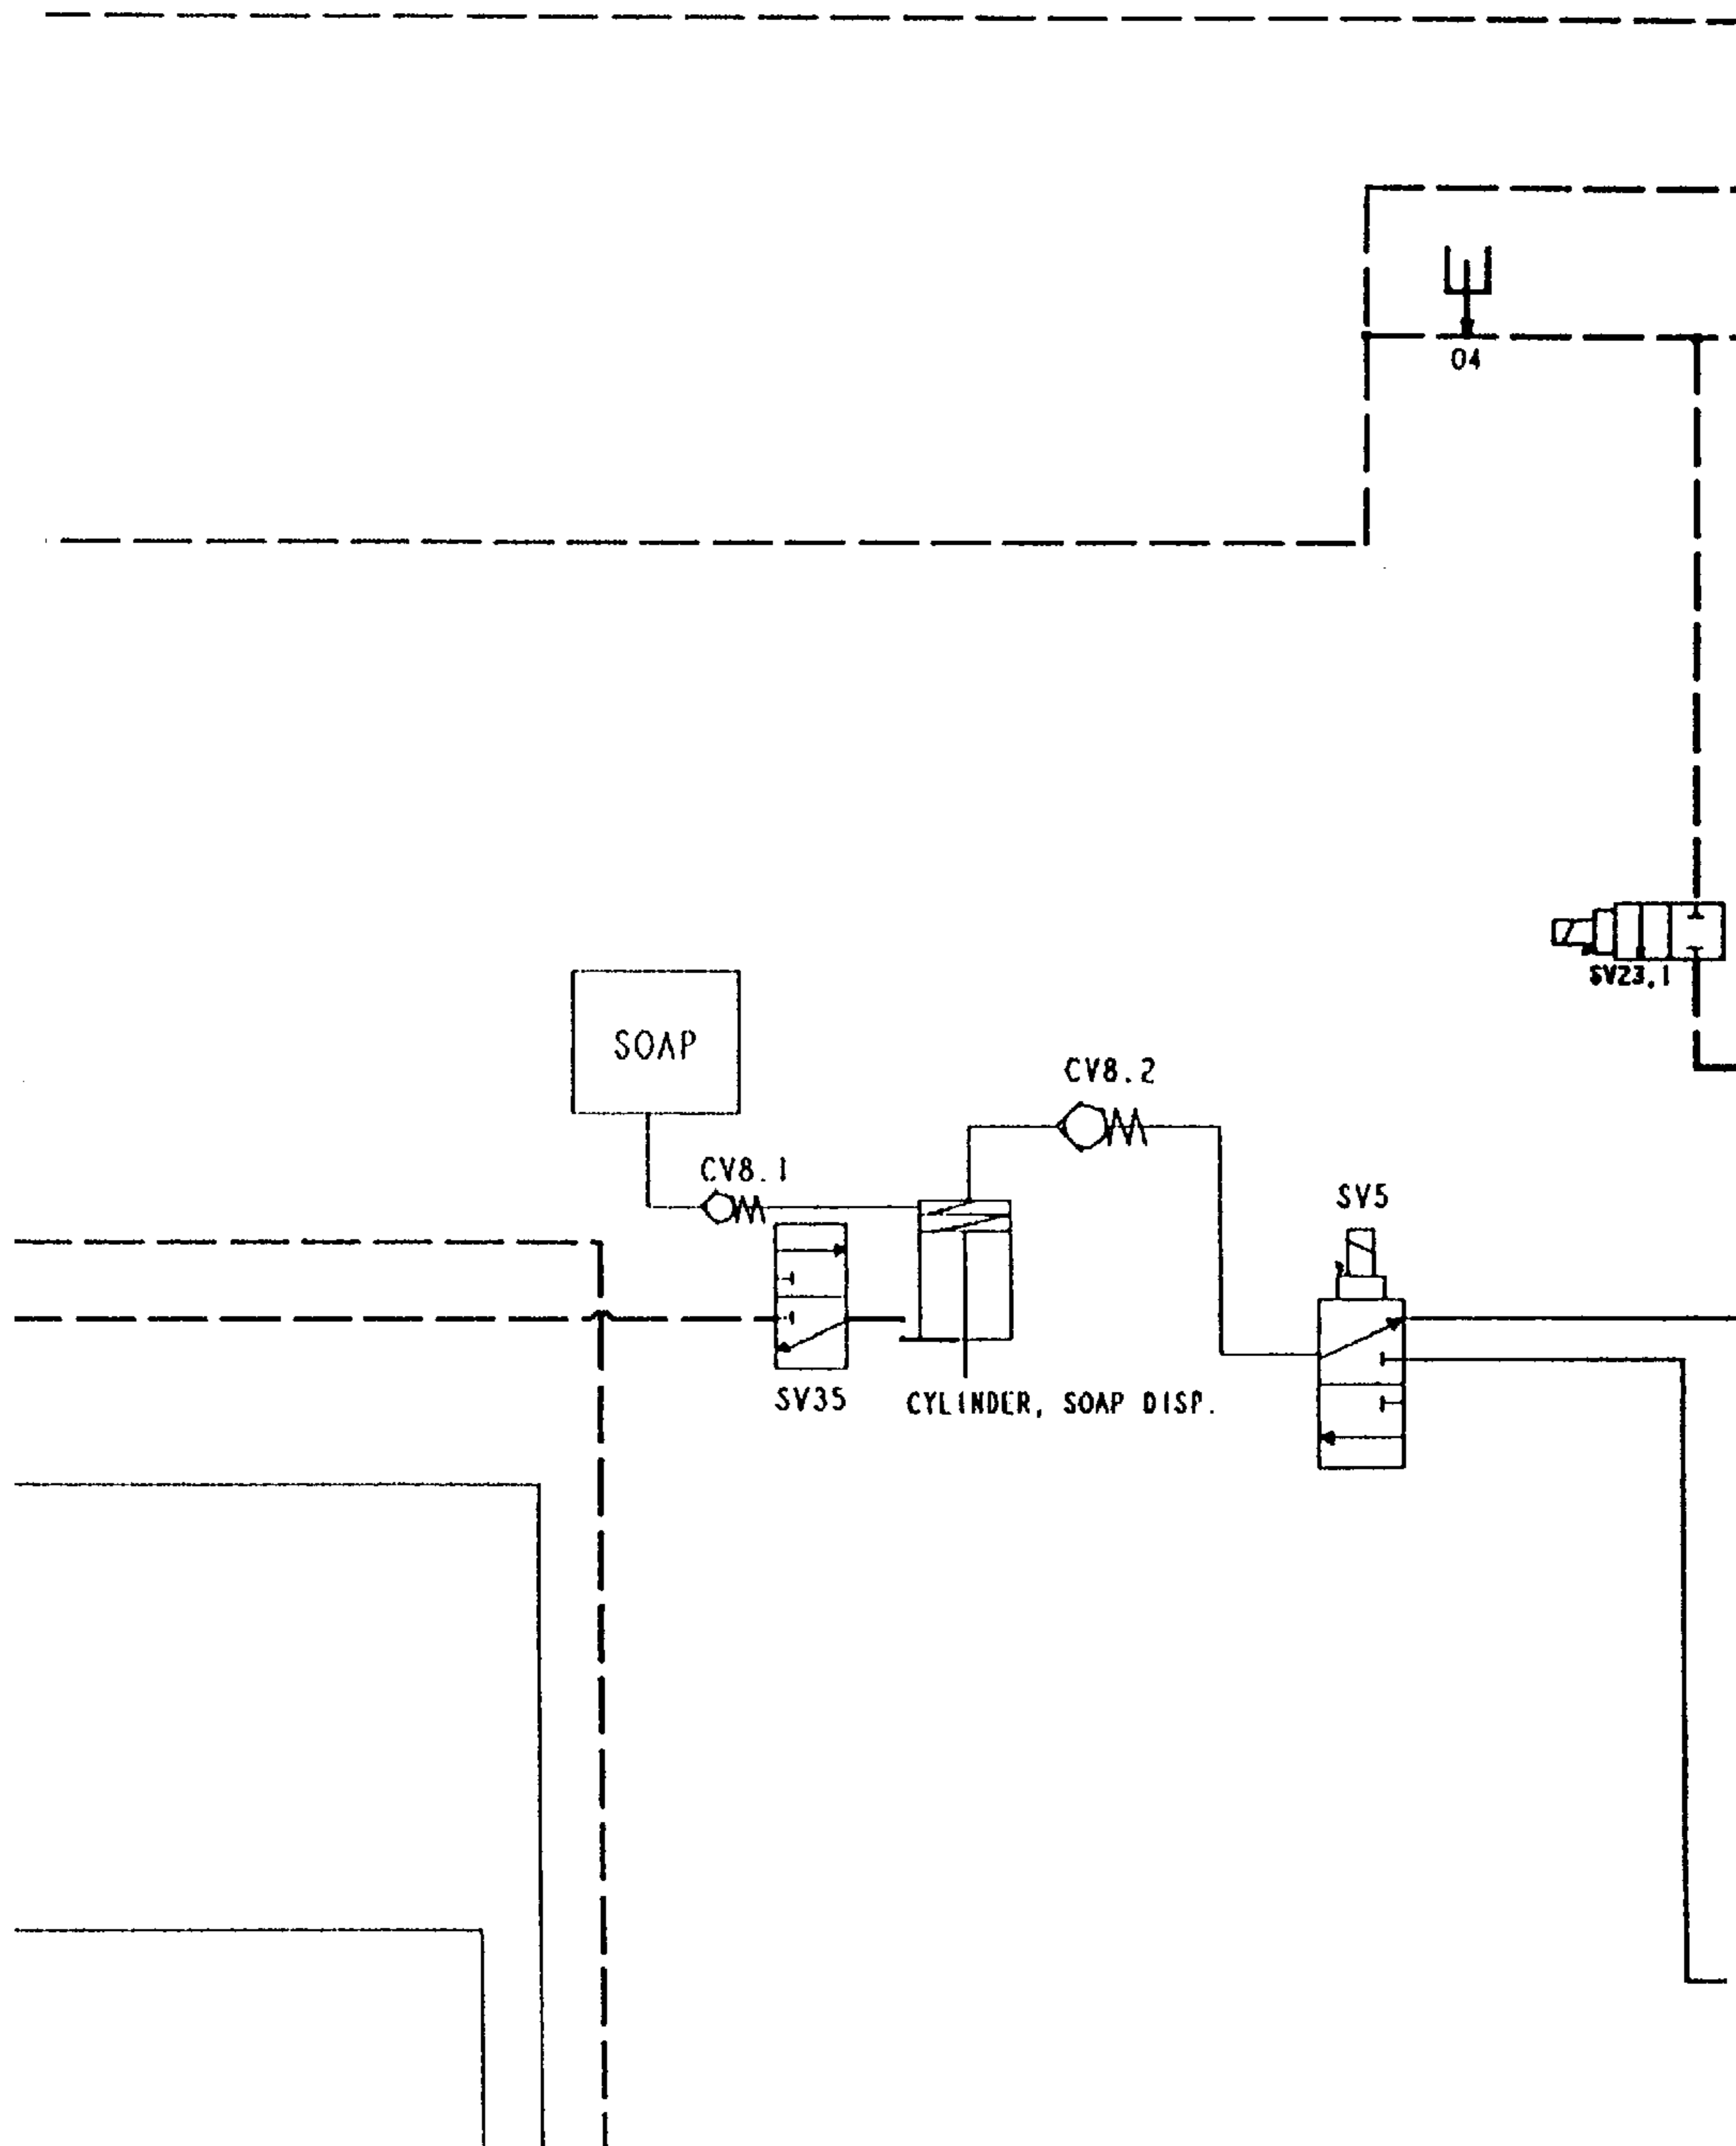 04
SV23.1
SOAP
CV8.2
CV8.1
SV5
SV35
CYLINDER, SOAP DISP.